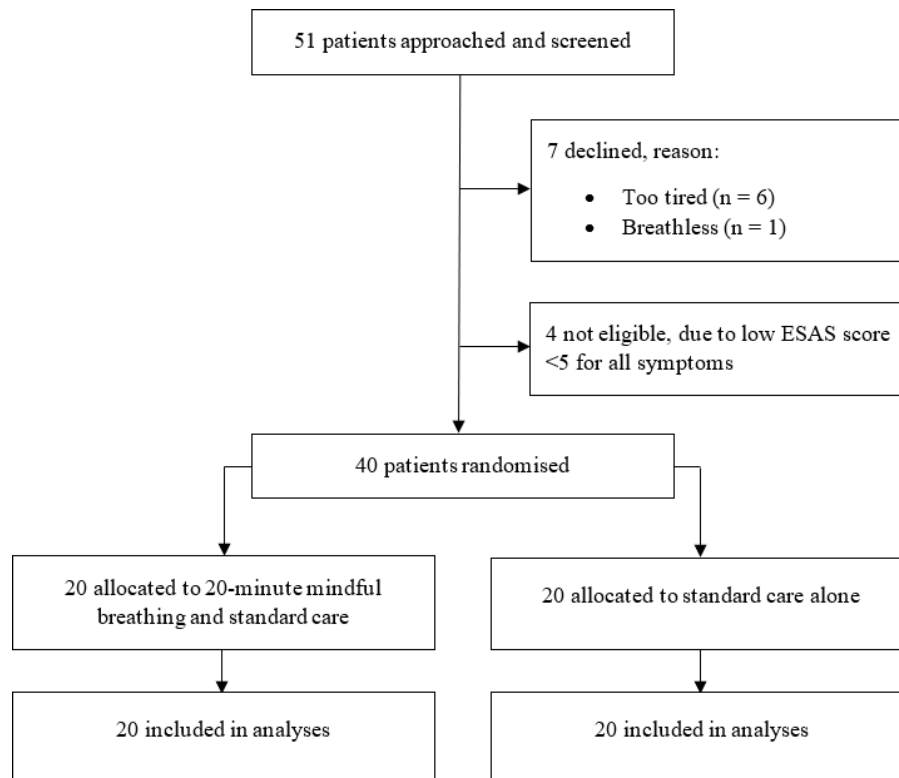 51 patients approached and screened
7 declined, reason:
• Too tired (n = 6)
• Breathless (n = 1)
4 not eligible, due to low ESAS score
<5 for all symptoms
40 patients randomised
20 allocated to 20-minute mindful
breathing and standard care
20 allocated to standard care alone
20 included in analyses
20 included in analyses